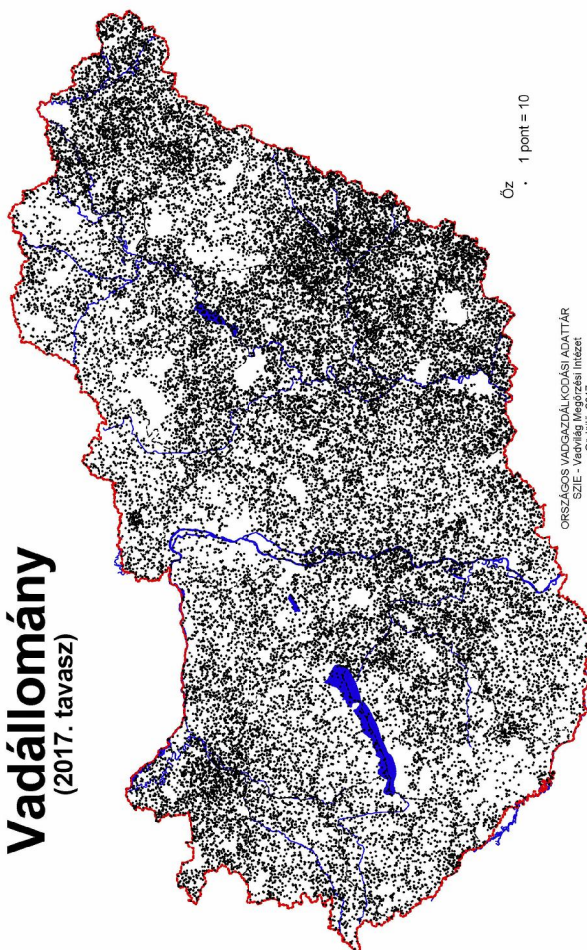 Vadállomány
(2017. tavasz)
Őz
. 1 pont = 10
ORSZÁGOS VADGAZDÁLKODÁSI ADATTÁR
SZIE - Vadvilág Megőrzési Intézet